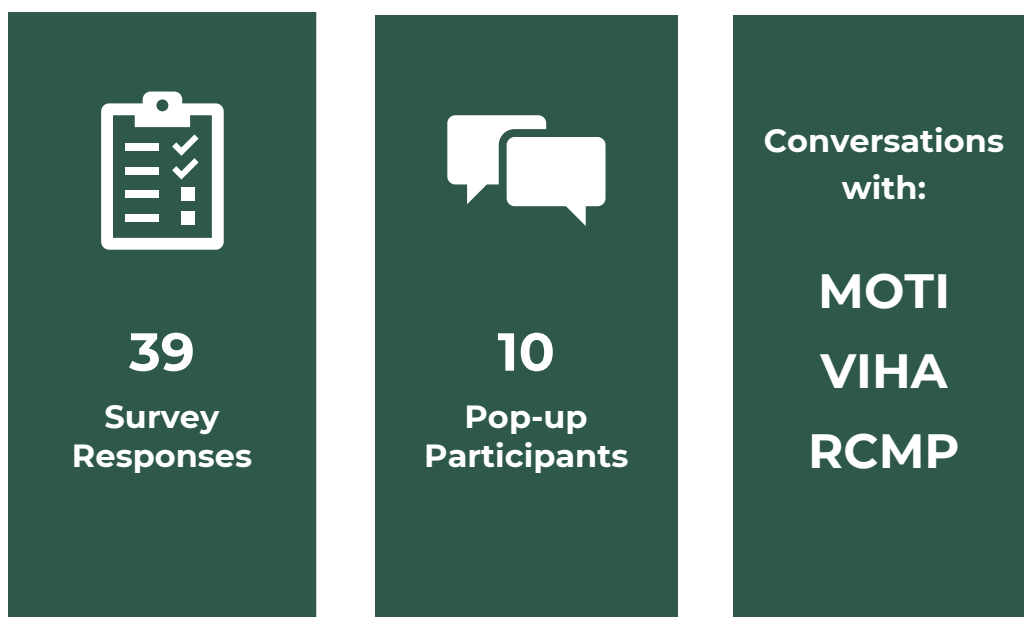 39
Survey
Responses
10
Pop-up
Participants
Conversations
with:
MOTI
VIHA
RCMP